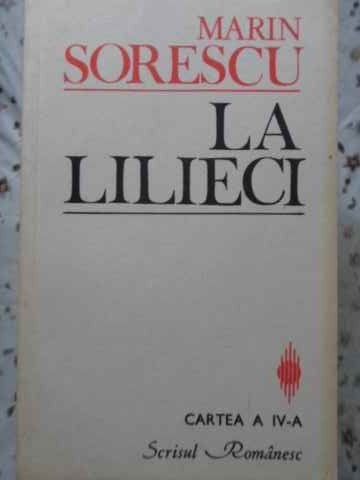 MARIN
SORESCU
LA
LILIECI
CARTEA A IV-A
Scrisul Românesc